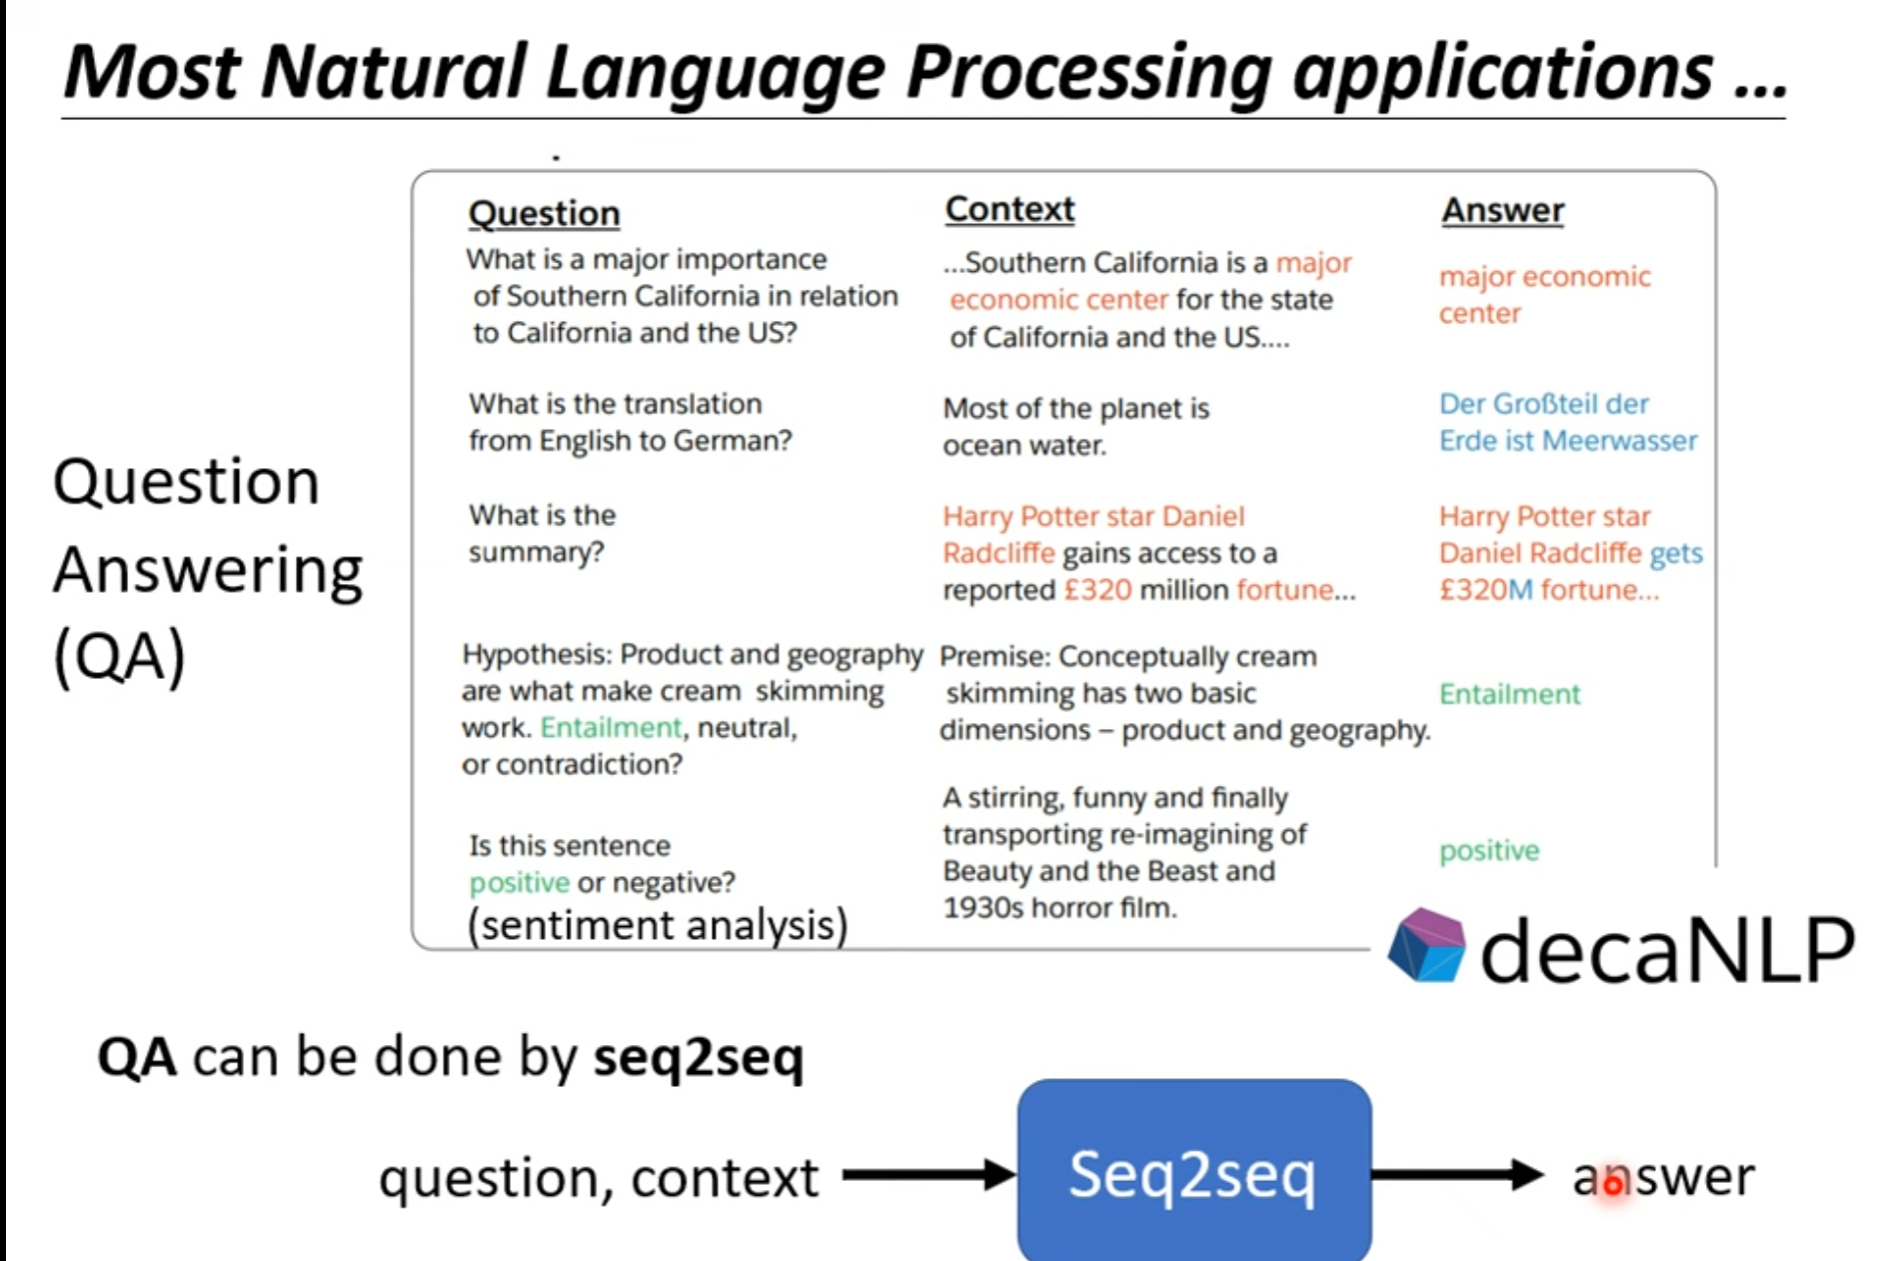 Most Natural Language Processing applications ...
Question
Answering
(QA)
Question
What is a major importance
of Southern California in relation
to California and the US?
What is the translation
from English to German?
What is the
summary?
Hypothesis: Product and geography
are what make cream skimming
work. Entailment, neutral,
or contradiction?
Is this sentence
positive or negative?
(sentiment analysis)
Context
...Southern California is a major
economic center for the state
of California and the US....
Most of the planet is
ocean water.
Harry Potter star Daniel
Radcliffe gains access to a
reported £320 million fortune...
Premise: Conceptually cream
skimming has two basic
dimensions – product and geography.
A stirring, funny and finally
transporting re-imagining of
Beauty and the Beast and
1930s horror film.
Answer
major economic
center
Der Großteil der
Erde ist Meerwasser
Harry Potter star
Daniel Radcliffe gets
£320M fortune...
Entailment
positive
decaNLP
QA can be done by seq2seq
question, context
Seq2seq
answer